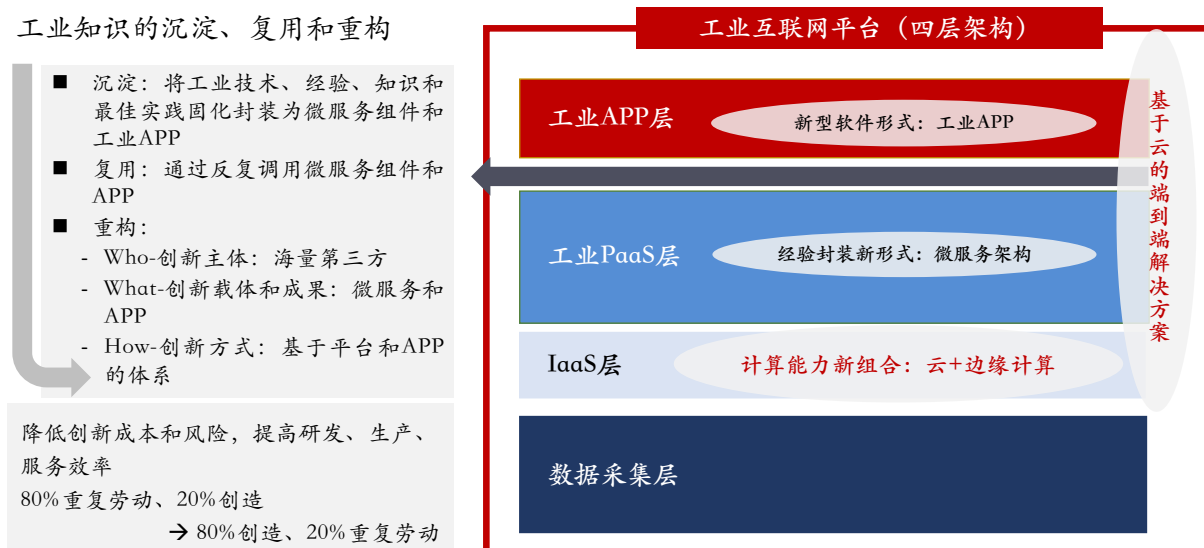 工业知识的沉淀、复用和重构
■ 沉淀：将工业技术、经验、知识和
最佳实践固化封装为微服务组件和
工业APP
■ 复用：通过反复调用微服务组件和
APP
■ 重构：
- Who-创新主体：海量第三方
- What-创新载体和成果：微服务和
APP
- How-创新方式：基于平台和APP
的体系
降低创新成本和风险，提高研发、生产、
服务效率
80%重复劳动、20%创造
→ 80%创造、20%重复劳动
工业互联网平台（四层架构）
工业APP层
新型软件形式：工业APP
工业PaaS层
经验封装新形式：微服务架构
IaaS层
计算能力新组合：云+边缘计算
数据采集层
基于云的端到端解决方案